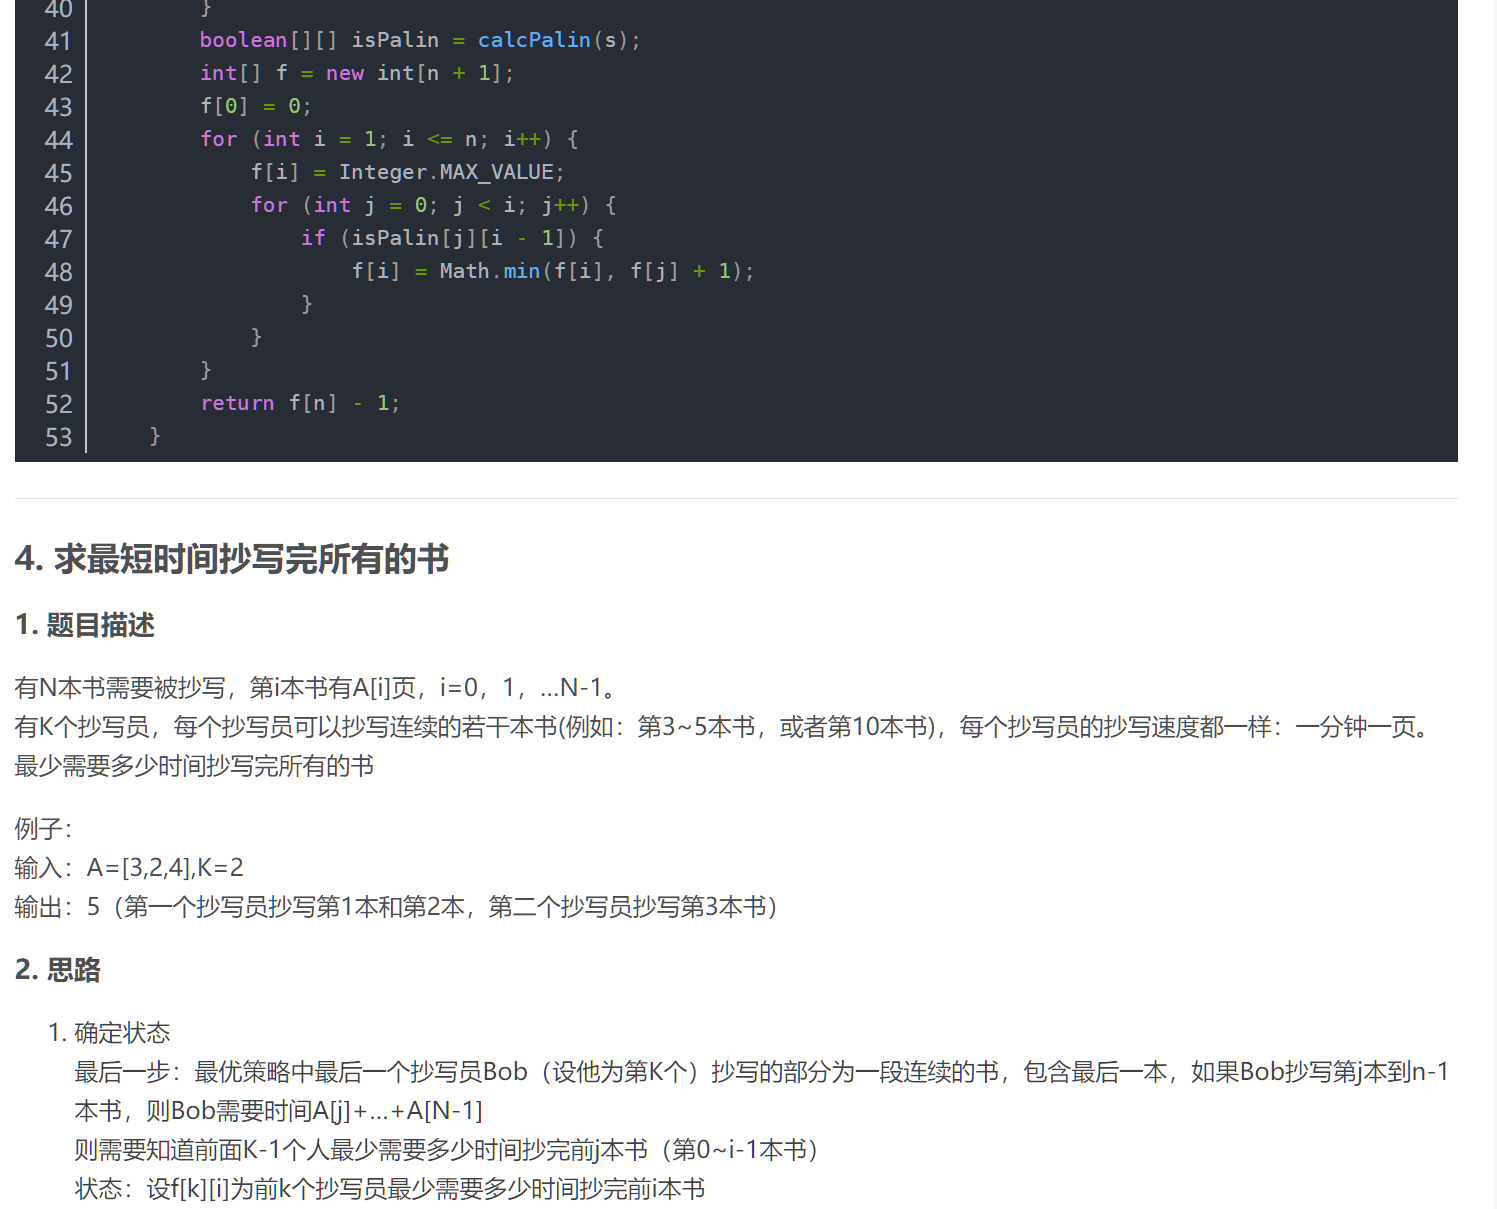 40         }
41         boolean[][] isPalin = calcPalin(s);
42         int[] f = new int[n + 1];
43         f[0] = 0;
44         for (int i = 1; i <= n; i++) {
45             f[i] = Integer.MAX_VALUE;
46             for (int j = 0; j < i; j++) {
47                 if (isPalin[j][i - 1]) {
48                     f[i] = Math.min(f[i], f[j] + 1);
49                 }
50             }
51         }
52         return f[n] - 1;
53     }
4. 求最短时间抄写完所有的书
1. 题目描述
有N本书需要被抄写，第i本书有A[i]页，i=0，1，…N-1。
有K个抄写员，每个抄写员可以抄写连续的若干本书(例如：第3~5本书，或者第10本书)，每个抄写员的抄写速度都一样：一分钟一页。
最少需要多少时间抄写完所有的书
例子：
输入：A=[3,2,4],K=2
输出：5（第一个抄写员抄写第1本和第2本，第二个抄写员抄写第3本书）
2. 思路
1. 确定状态
最后一步：最优策略中最后一个抄写员Bob（设他为第K个）抄写的部分为一段连续的书，包含最后一本，如果Bob抄写第j本到n-1
本书，则Bob需要时间A[j]+…+A[N-1]
则需要知道前面K-1个人最少需要多少时间抄完前j本书（第0~i-1本书）
状态：设f[k][i]为前k个抄写员最少需要多少时间抄完前i本书